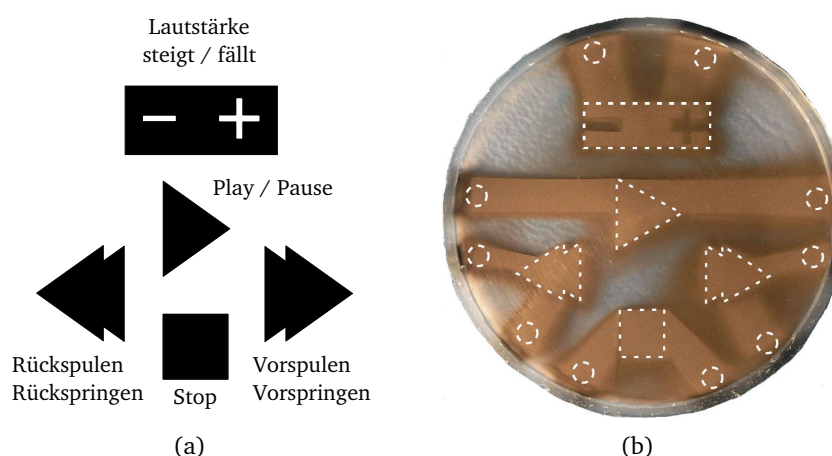 Lautstärke
steigt / fällt
− +
Play / Pause
Rückspulen
Rückspringen
Stop
Vorspulen
Vorspringen
(a)
(b)